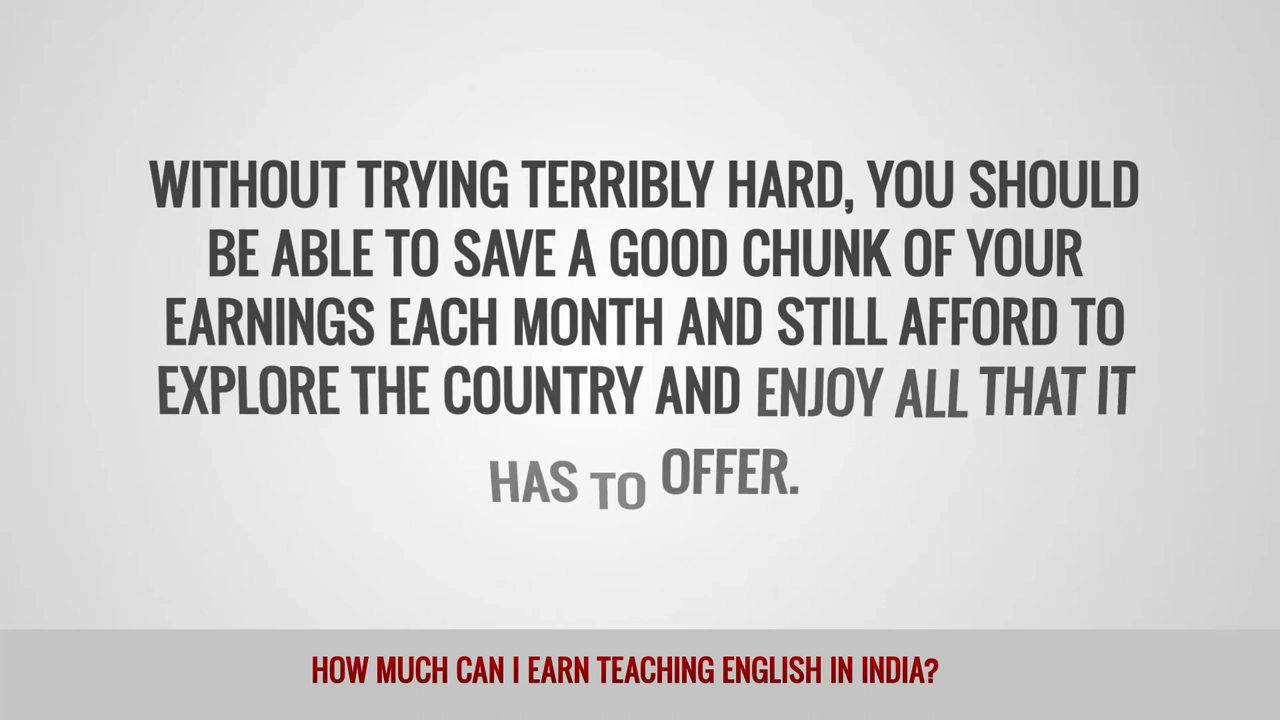 WITHOUT TRYING TERRIBLY HARD, YOU SHOULD
BE ABLE TO SAVE A GOOD CHUNK OF YOUR
EARNINGS EACH MONTH AND STILL AFFORD TO
EXPLORE THE COUNTRY AND ENJOY ALL THAT IT
HAS TO OFFER.
HOW MUCH CAN I EARN TEACHING ENGLISH IN INDIA?